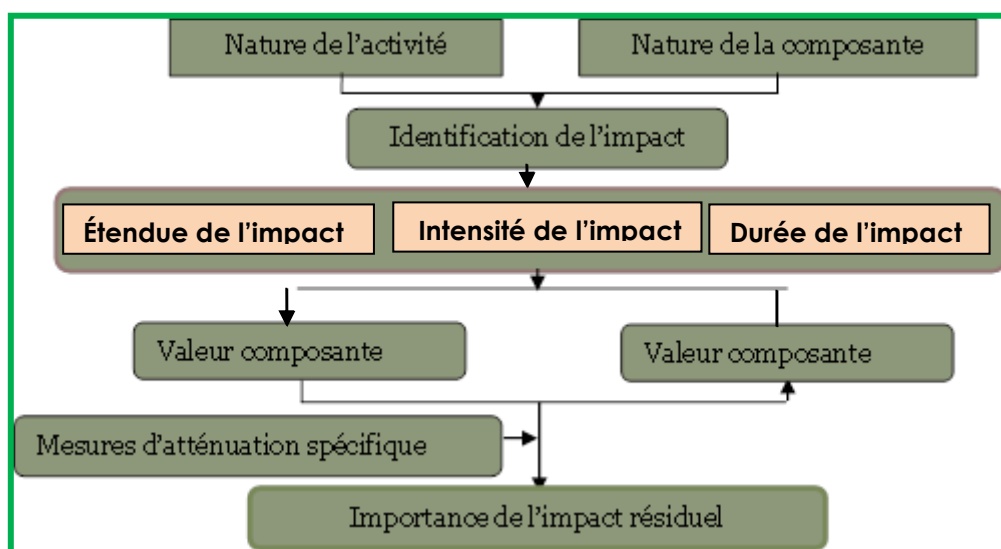 Nature de l'activité
Nature de la composante
Identification de l'impact
Étendue de l'impact
Intensité de l'impact
Durée de l'impact
Valeur composante
Valeur composante
Mesures d'atténuation spécifique
Importance de l'impact résiduel